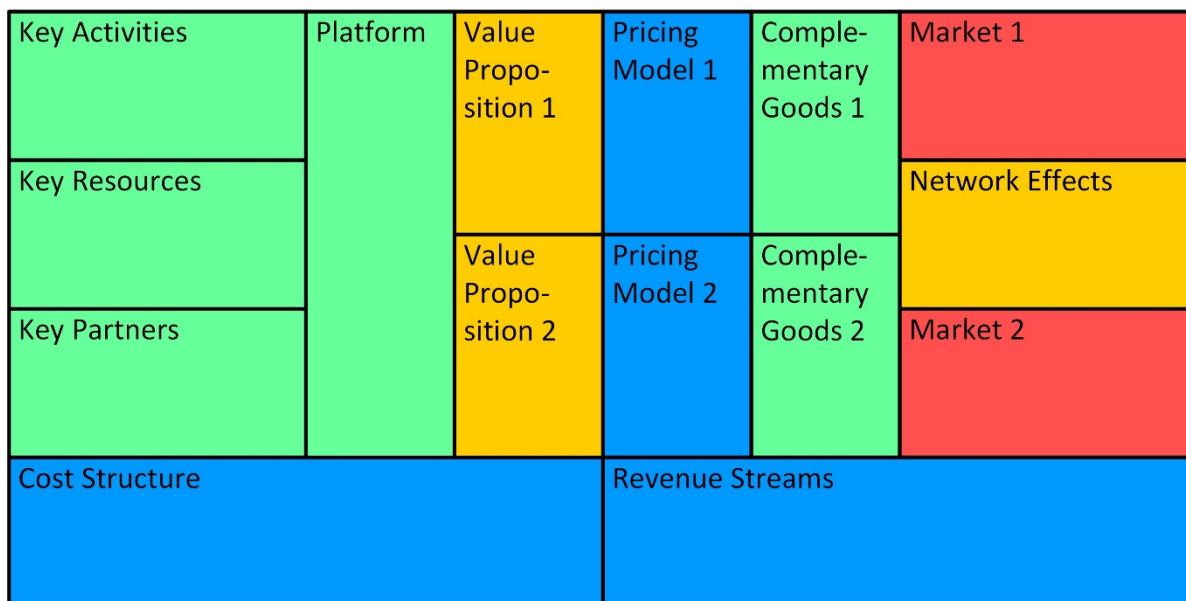 Key Activities
Platform
Value
Propo-
sition 1
Pricing
Model 1
Comple-
mentary
Goods 1
Market 1
Key Resources
Network Effects
Value
Propo-
sition 2
Pricing
Model 2
Comple-
mentary
Goods 2
Key Partners
Market 2
Cost Structure
Revenue Streams